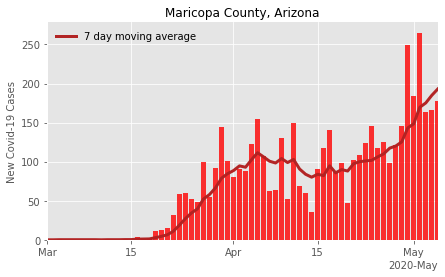 Maricopa County, Arizona
7 day moving average
New Covid-19 Cases
250
200
150
100
50
0
Mar
15
Apr
15
May
2020-May